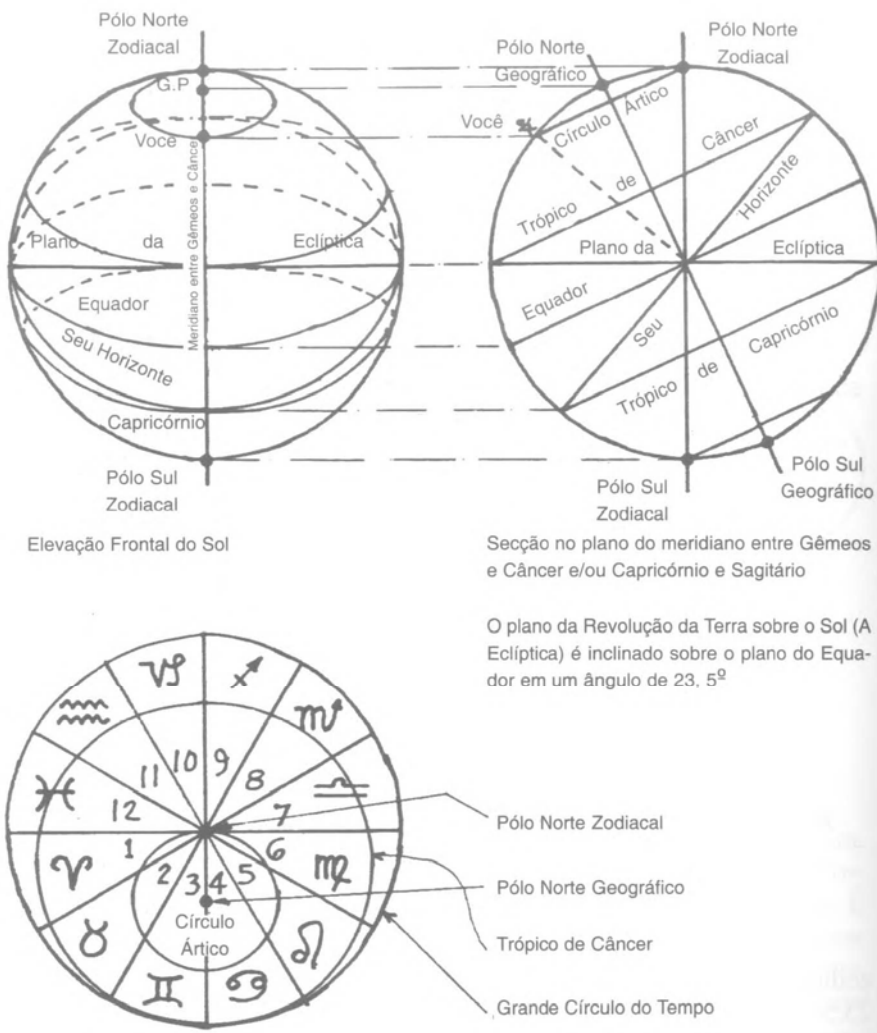 Pólo Norte
Zodiacal
G.P
Você
Meridiano entre Gêmeos e Cânce
Plano da Eclíptica
Equador
Seu Horizonte
Capricórnio
Pólo Sul
Zodiacal
Elevação Frontal do Sol
Pólo Norte
Geográfico
Pólo Norte
Zodiacal
Você
Círculo Ártico
Trópico de Câncer
Horizonte
Plano da Eclíptica
Equador
Seu
Trópico de Capricórnio
Pólo Sul
Zodiacal
Pólo Sul
Geográfico
Secção no plano do meridiano entre Gêmeos
e Câncer e/ou Capricórnio e Sagitário
O plano da Revolução da Terra sobre o Sol (A
Eclíptica) é inclinado sobre o plano do Equa-
dor em um ângulo de 23, 5º
♑ ♐
♒ ♏
♓ ♎
♈ ♍
♉ ♌
♊ ♋
10 9
11 8
12 7
1 6
2 3 4 5
Círculo
Ártico
Pólo Norte Zodiacal
Pólo Norte Geográfico
Trópico de Câncer
Grande Círculo do Tempo